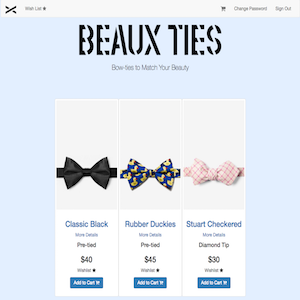 Wish List
Change Password
Sign Out
BEAUX TIES
Bow-ties to Match Your Beauty
Classic Black
More Details
Pre-tied
$40
Wishlist
Add to Cart
Rubber Duckies
More Details
Pre-tied
$45
Wishlist
Add to Cart
Stuart Checkered
More Details
Diamond Tip
$30
Wishlist
Add to Cart